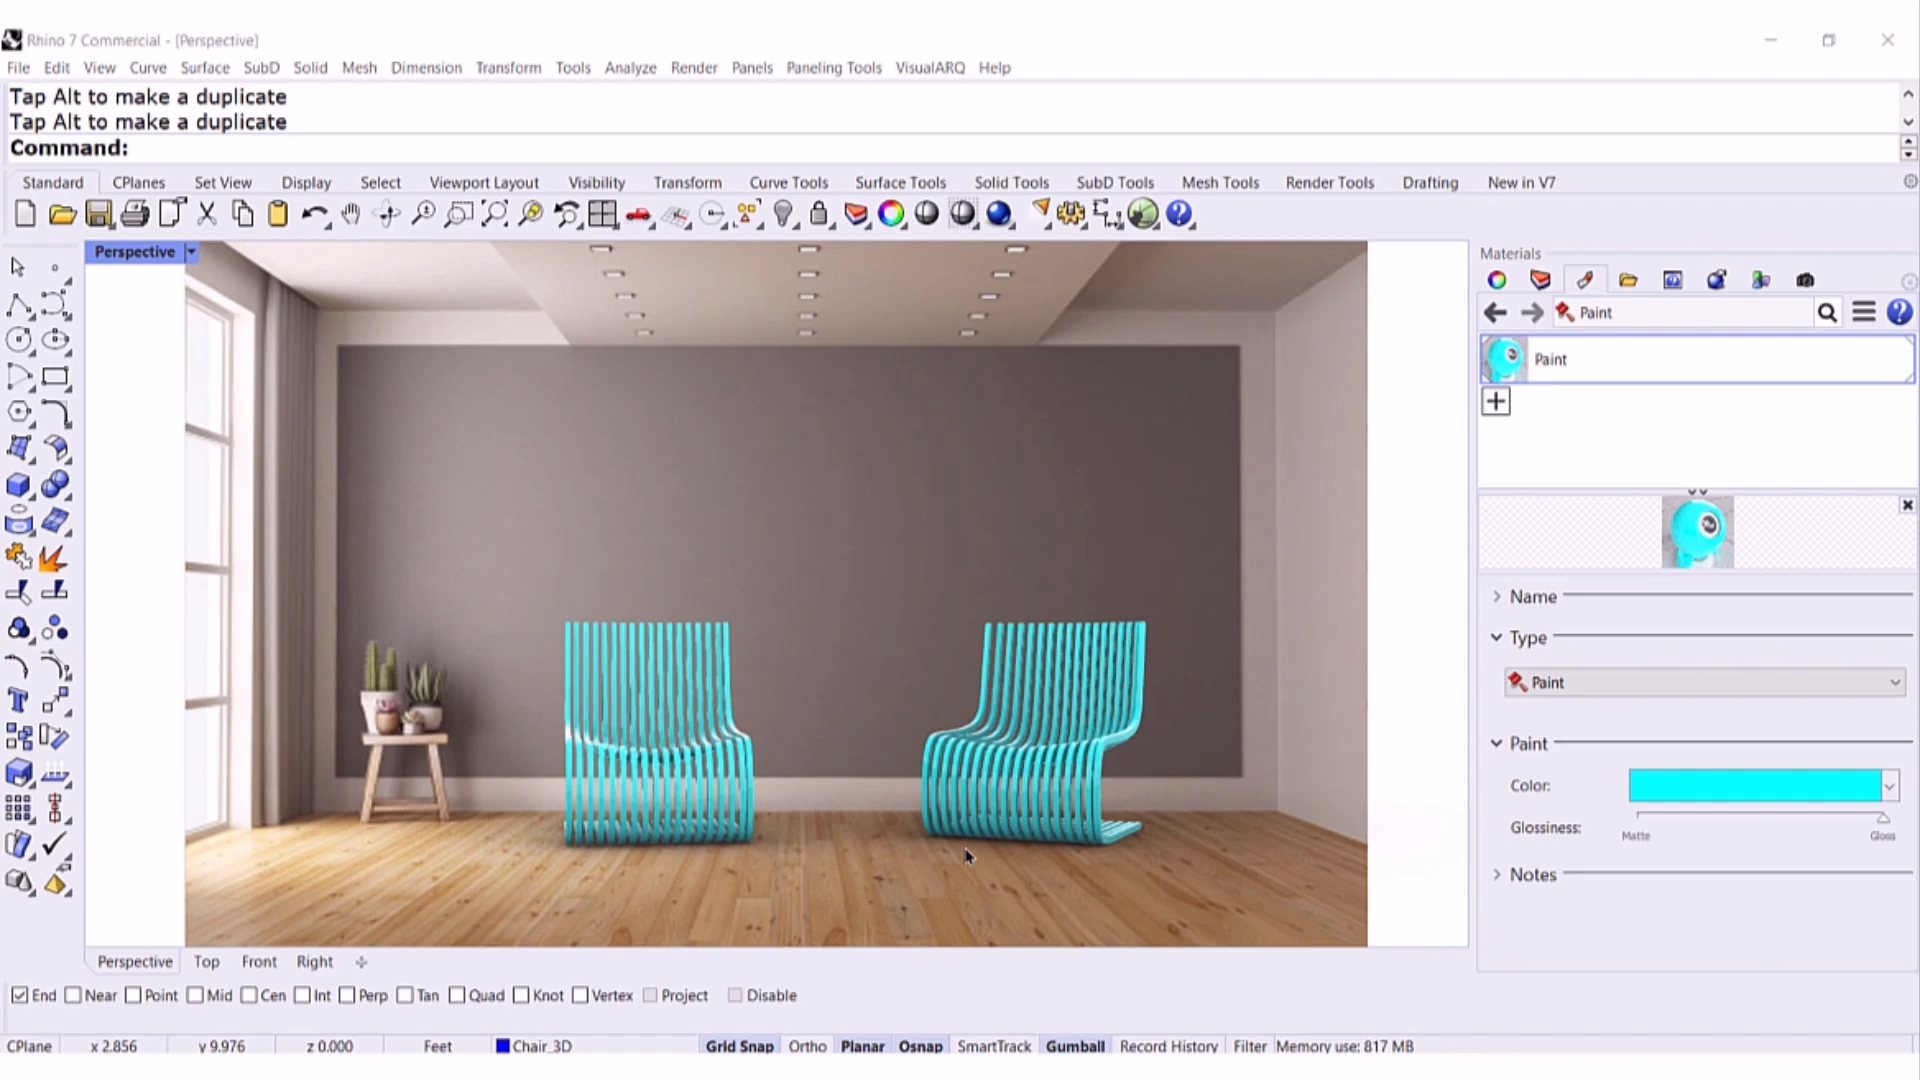 Rhino 7 Commercial - [Perspective]
File Edit View Curve Surface SubD Solid Mesh Dimension Transform Tools Analyze Render Panels Paneling Tools VisualARQ Help
Tap Alt to make a duplicate
Tap Alt to make a duplicate
Command:
Standard CPlanes Set View Display Select Viewport Layout Visibility Transform Curve Tools Surface Tools Solid Tools SubD Tools Mesh Tools Render Tools Drafting New in V7
Perspective
Materials
Paint
Paint
Name
Type
Paint
Paint
Color:
Glossiness:
Matte Gloss
Notes
Perspective Top Front Right
End Near Point Mid Cen Int Perp Tan Quad Knot Vertex Project Disable
CPlane x 2.856 y 9.976 z 0.000 Feet Chair_3D Grid Snap Ortho Planar Osnap SmartTrack Gumball Record History Filter Memory use: 817 MB